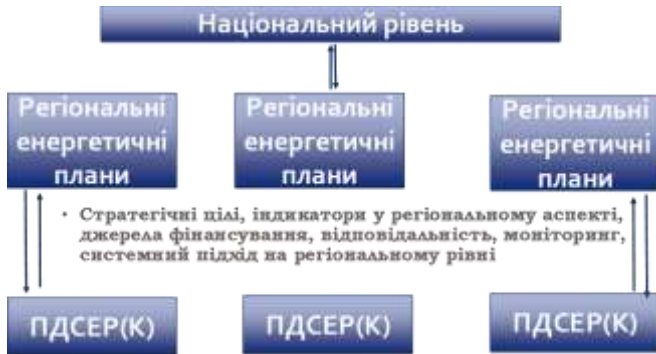 Національний рівень
Регіональні
енергетичні
плани
Регіональні
енергетичні
плани
Регіональні
енергетичні
плани
• Стратегічні цілі, індикатори у регіональному аспекті,
джерела фінансування, відповідальність, моніторинг,
системний підхід на регіональному рівні
ПДСЕР(К)
ПДСЕР(К)
ПДСЕР(К)